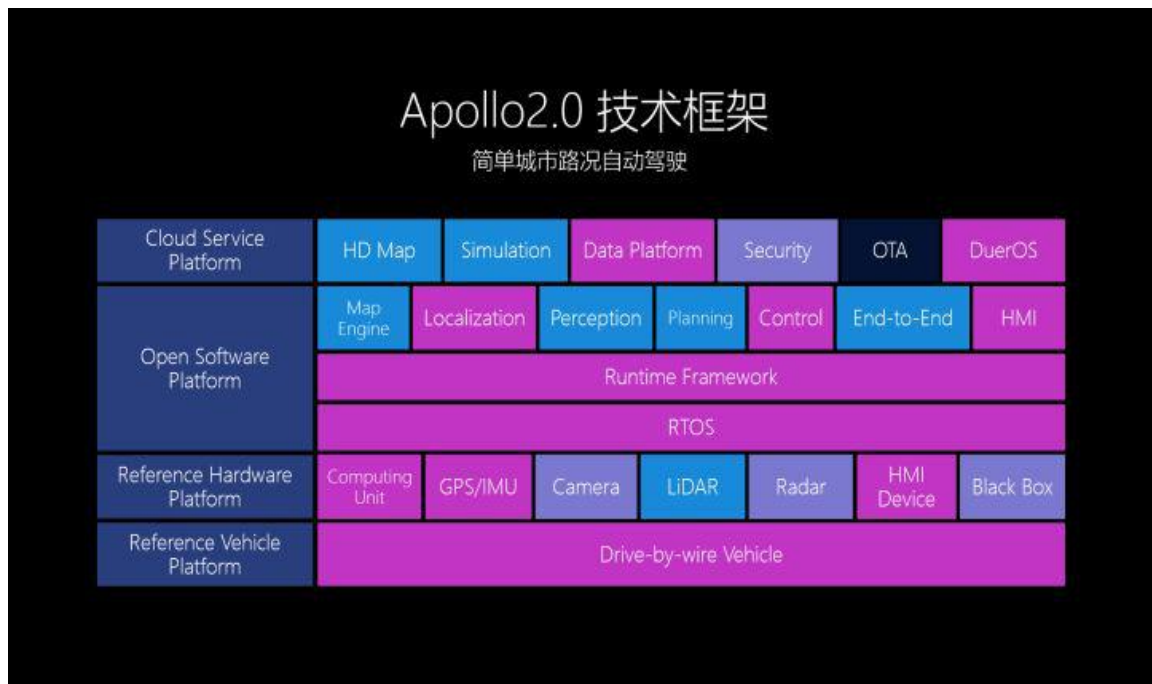 Apollo2.0 技术框架
简单城市路况自动驾驶
Cloud Service
Platform
HD Map
Simulation
Data Platform
Security
OTA
DuerOS
Open Software
Platform
Map
Engine
Localization
Perception
Planning
Control
End-to-End
HMI
Runtime Framework
RTOS
Reference Hardware
Platform
Computing
Unit
GPS/IMU
Camera
LiDAR
Radar
HMI
Device
Black Box
Reference Vehicle
Platform
Drive-by-wire Vehicle